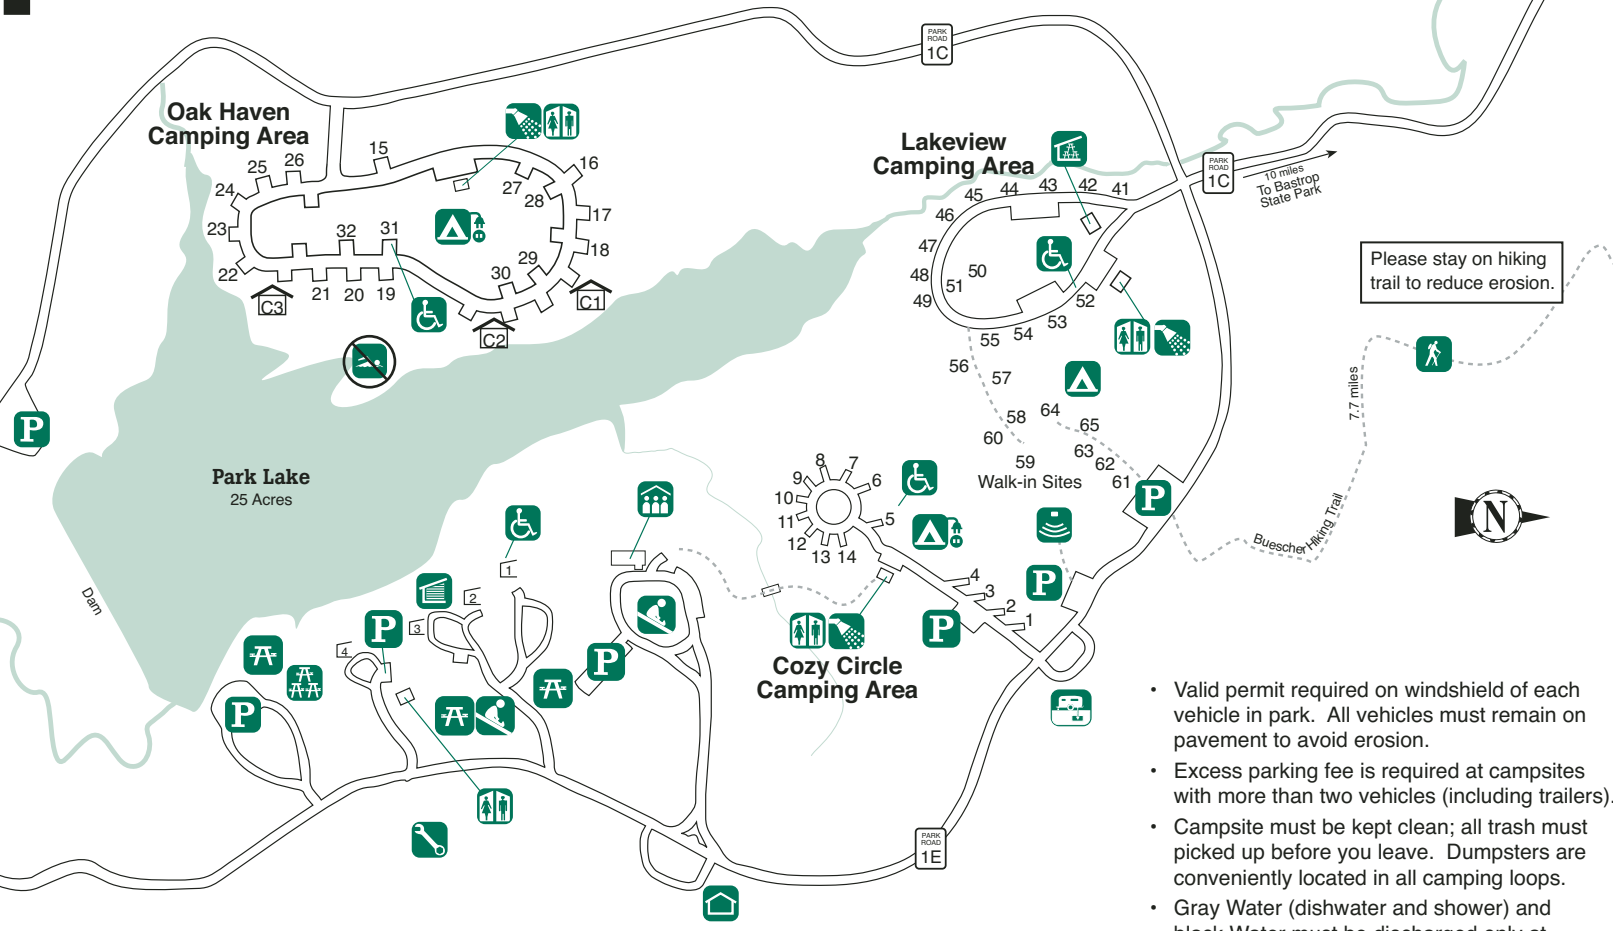 PARK
ROAD
1C
Oak Haven
Camping Area
15
16
25
26
24
27
28
17
23
32
31
18
22
29
30
21
20
19
C3
C2
C1
Lakeview
Camping Area
45
44
43
42
41
46
47
48
51
50
49
52
53
54
55
56
57
58
64
65
60
59
63
62
61
Walk-in Sites
P
PARK
ROAD
1C
10 miles
To Bastrop
State Park
Please stay on hiking
trail to reduce erosion.
7.7 miles
Buescher Hiking Trail
N
P
Park Lake
25 Acres
Dam
8
7
9
6
10
11
5
12
13
14
4
3
2
1
P
P
Cozy Circle
Camping Area
1
2
3
4
P
P
P
PARK
ROAD
1E
• Valid permit required on windshield of each
vehicle in park. All vehicles must remain on
pavement to avoid erosion.
• Excess parking fee is required at campsites
with more than two vehicles (including trailers).
• Campsite must be kept clean; all trash must
picked up before you leave. Dumpsters are
conveniently located in all camping loops.
• Gray Water (dishwater and shower) and
black Water must be discharged only at